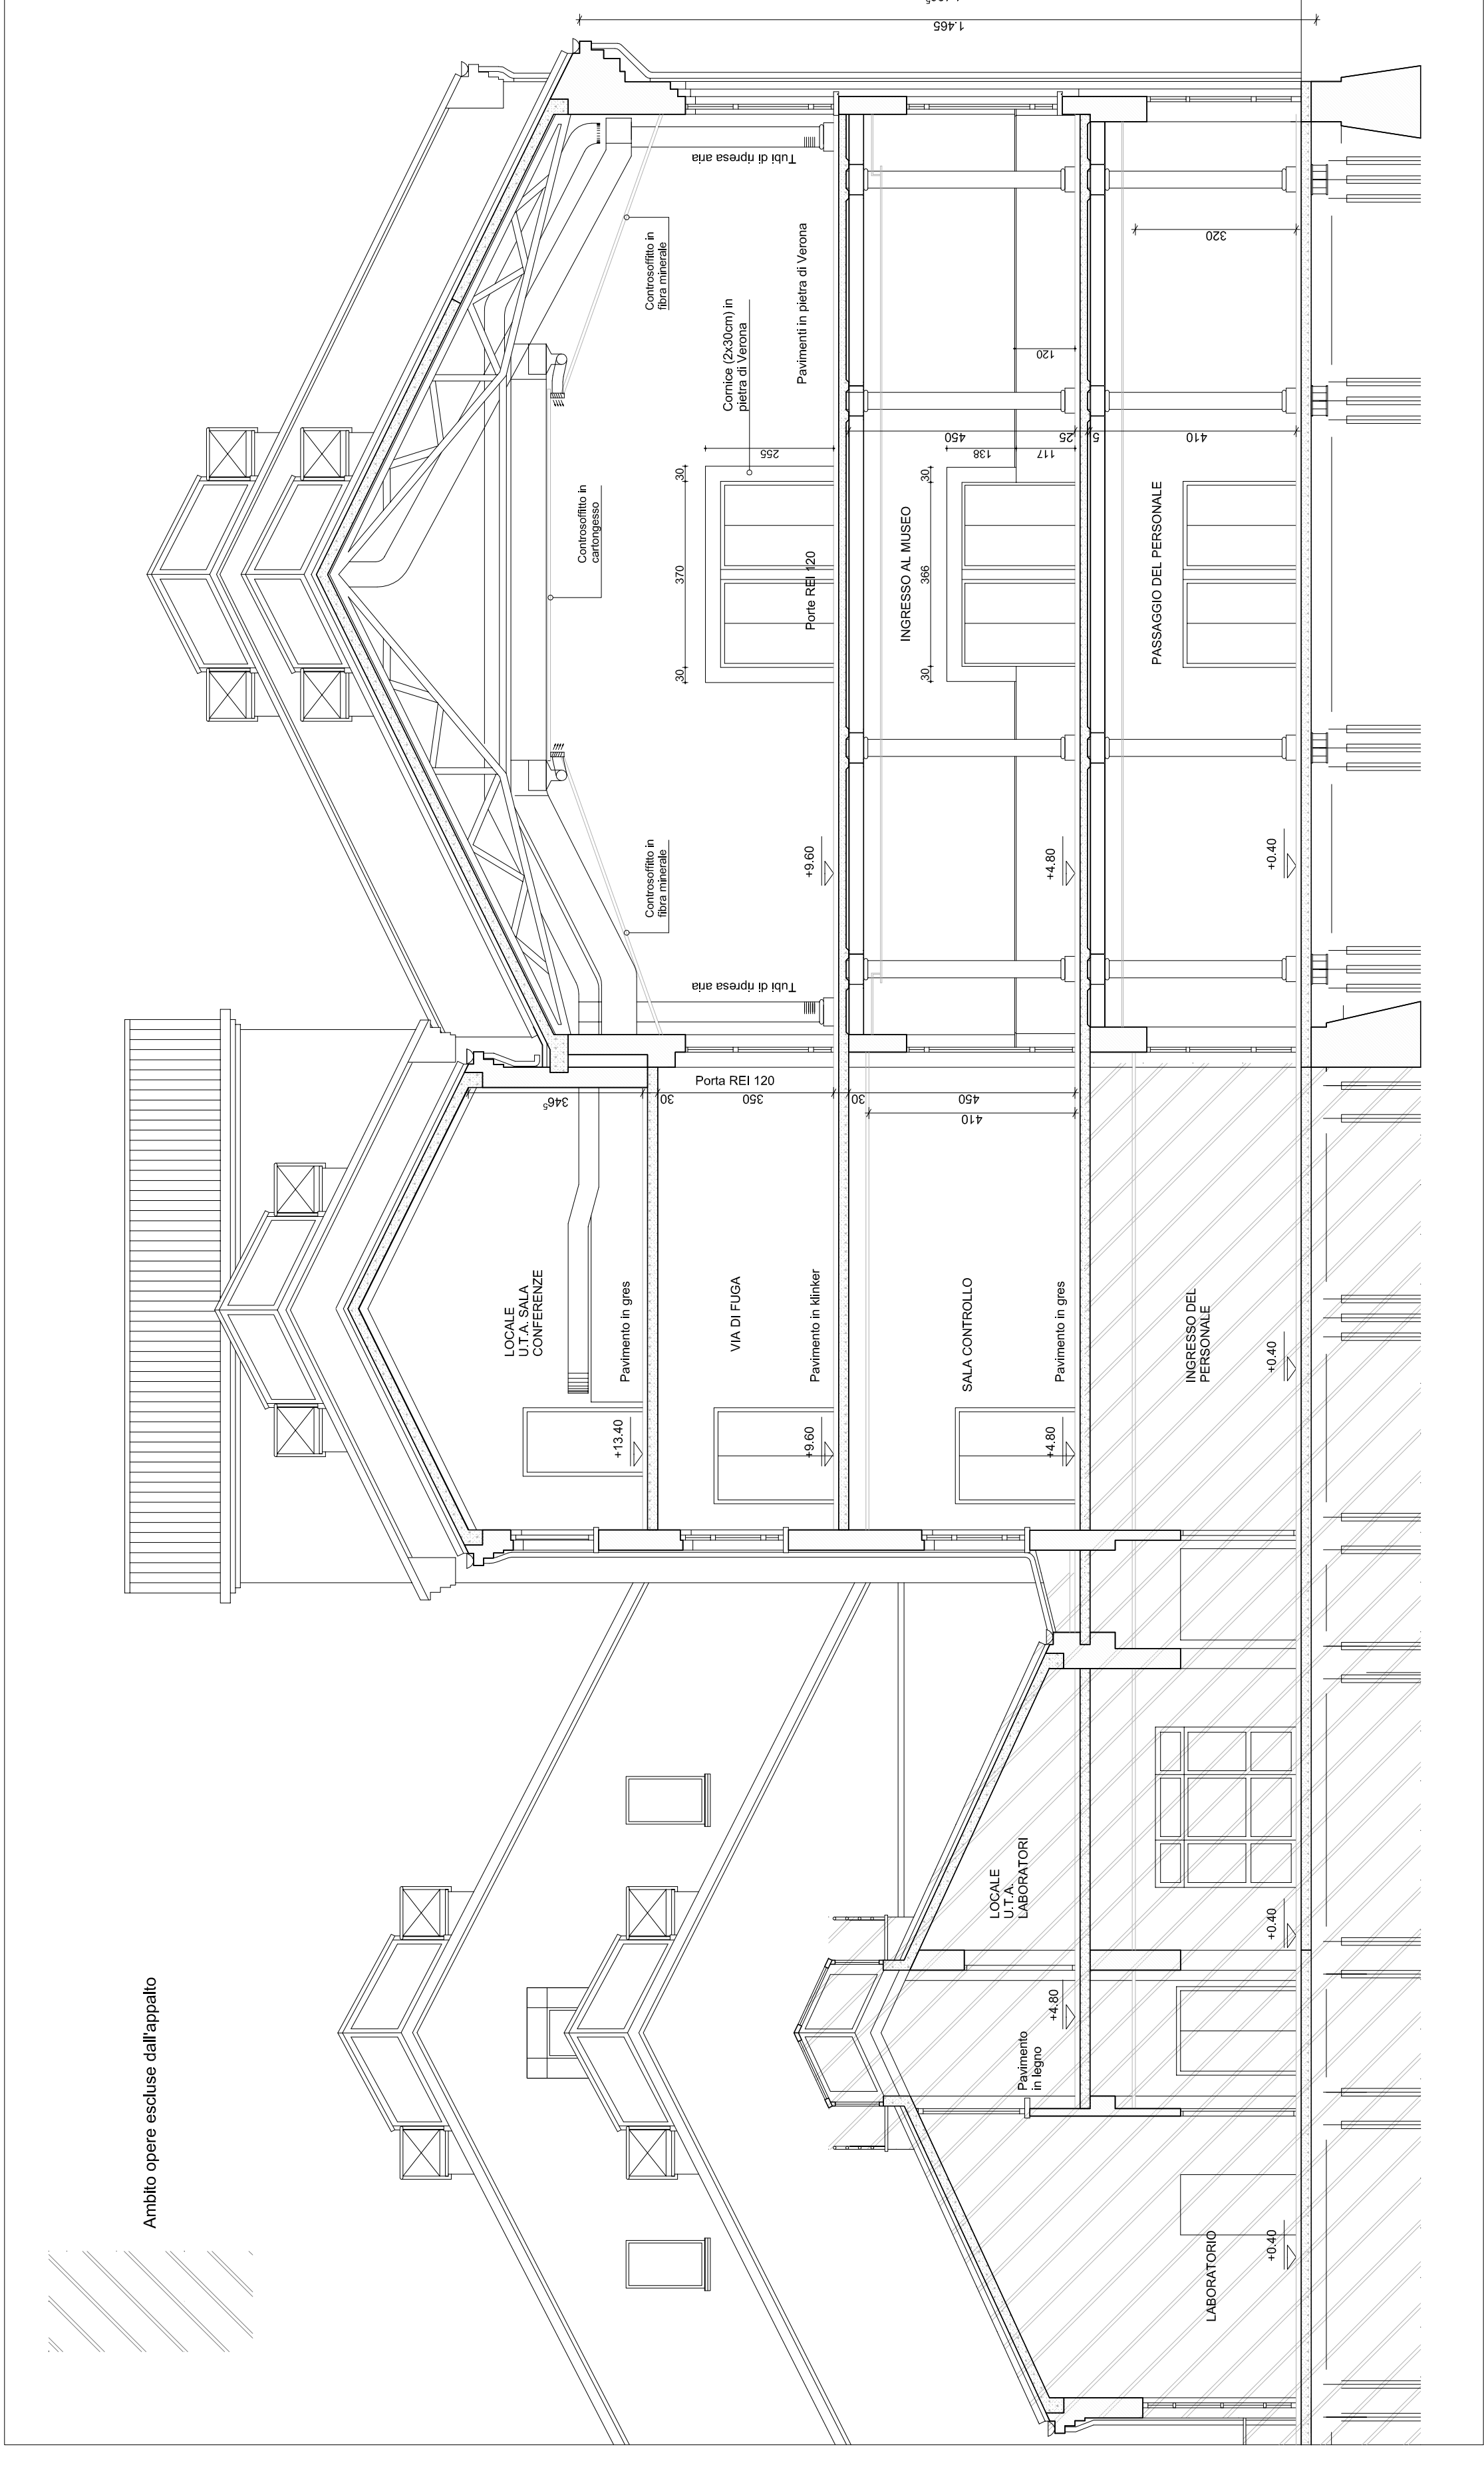 Ambito opere escluse dall'appalto
1.465
Tubi di ripresa aria
Controsoffitto in
fibra minerale
Cornice (2x30cm) in
pietra di Verona
Pavimenti in pietra di Verona
Controsoffitto in
cartongesso
Controsoffitto in
fibra minerale
Tubi di ripresa aria
30
370
30
255
Porte REI 120
+9.60
INGRESSO AL MUSEO
30
366
30
138
117
120
450
25
5
410
320
+4.80
PASSAGGIO DEL PERSONALE
+0.40
346⁵
30
350
30
450
410
Porta REI 120
LOCALE
U.T.A. SALA
CONFERENZE
Pavimento in gres
+13.40
VIA DI FUGA
Pavimento in klinker
+9.60
SALA CONTROLLO
Pavimento in gres
+4.80
INGRESSO DEL
PERSONALE
+0.40
LOCALE
U.T.A.
LABORATORI
+4.80
Pavimento
in legno
+0.40
LABORATORIO
+0.40